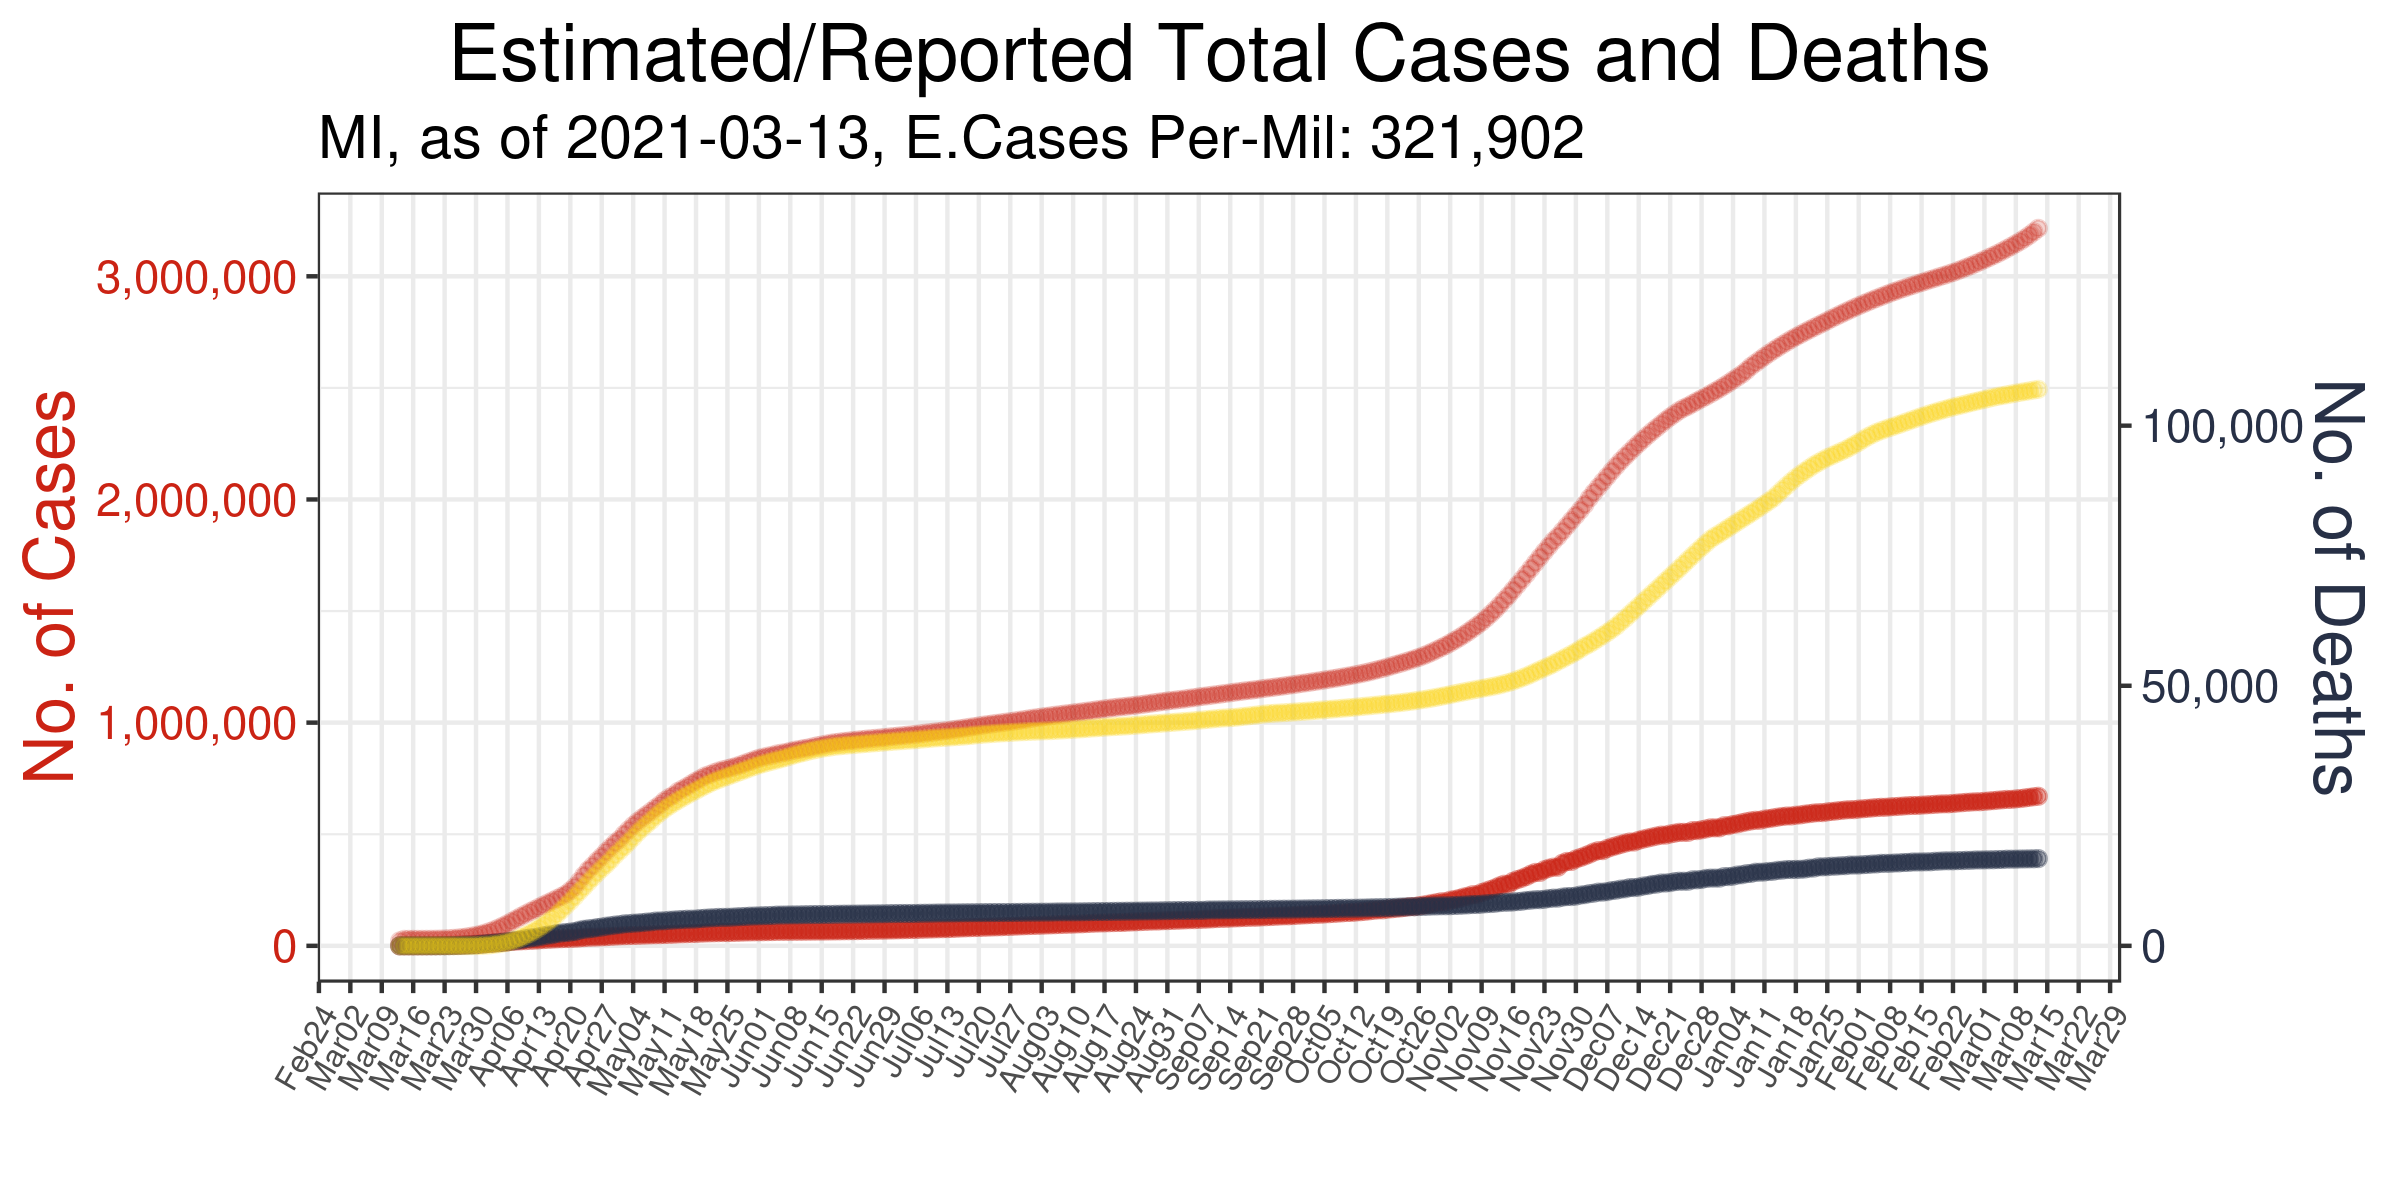 Estimated/Reported Total Cases and Deaths
MI, as of 2021-03-13, E.Cases Per-Mil: 321,902
No. of Cases
3,000,000
2,000,000
1,000,000
0
100,000
50,000
0
No. of Deaths
Feb24
Mar02
Mar09
Mar16
Mar23
Mar30
Apr06
Apr13
Apr20
Apr27
May04
May11
May18
May25
Jun01
Jun08
Jun15
Jun22
Jun29
Jul06
Jul13
Jul20
Jul27
Aug03
Aug10
Aug17
Aug24
Aug31
Sep07
Sep14
Sep21
Sep28
Oct05
Oct12
Oct19
Oct26
Nov02
Nov09
Nov16
Nov23
Nov30
Dec07
Dec14
Dec21
Dec28
Jan04
Jan11
Jan18
Jan25
Feb01
Feb08
Feb15
Feb22
Mar01
Mar08
Mar15
Mar22
Mar29